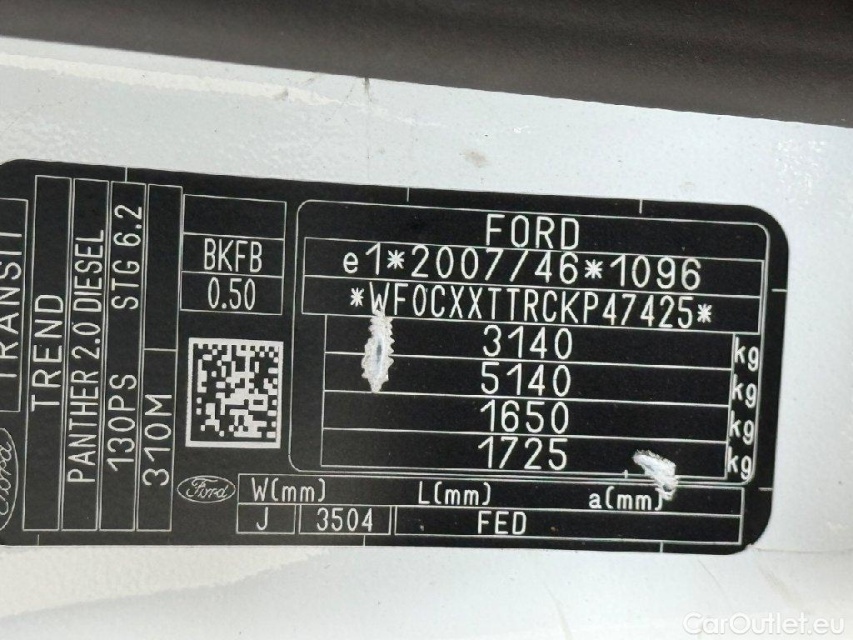 TRANSIT
TREND
PANTHER 2.0 DIESEL
130PS STG 6.2
310M
BKFB
0.50
FORD
e1*2007/46*1096
*WF0CXXTTRCKP47425*
3140 kg
5140 kg
1650 kg
1725 kg
Ford
Ford
W(mm) L(mm) a(mm)
J 3504 FED
CarOutlet.eu